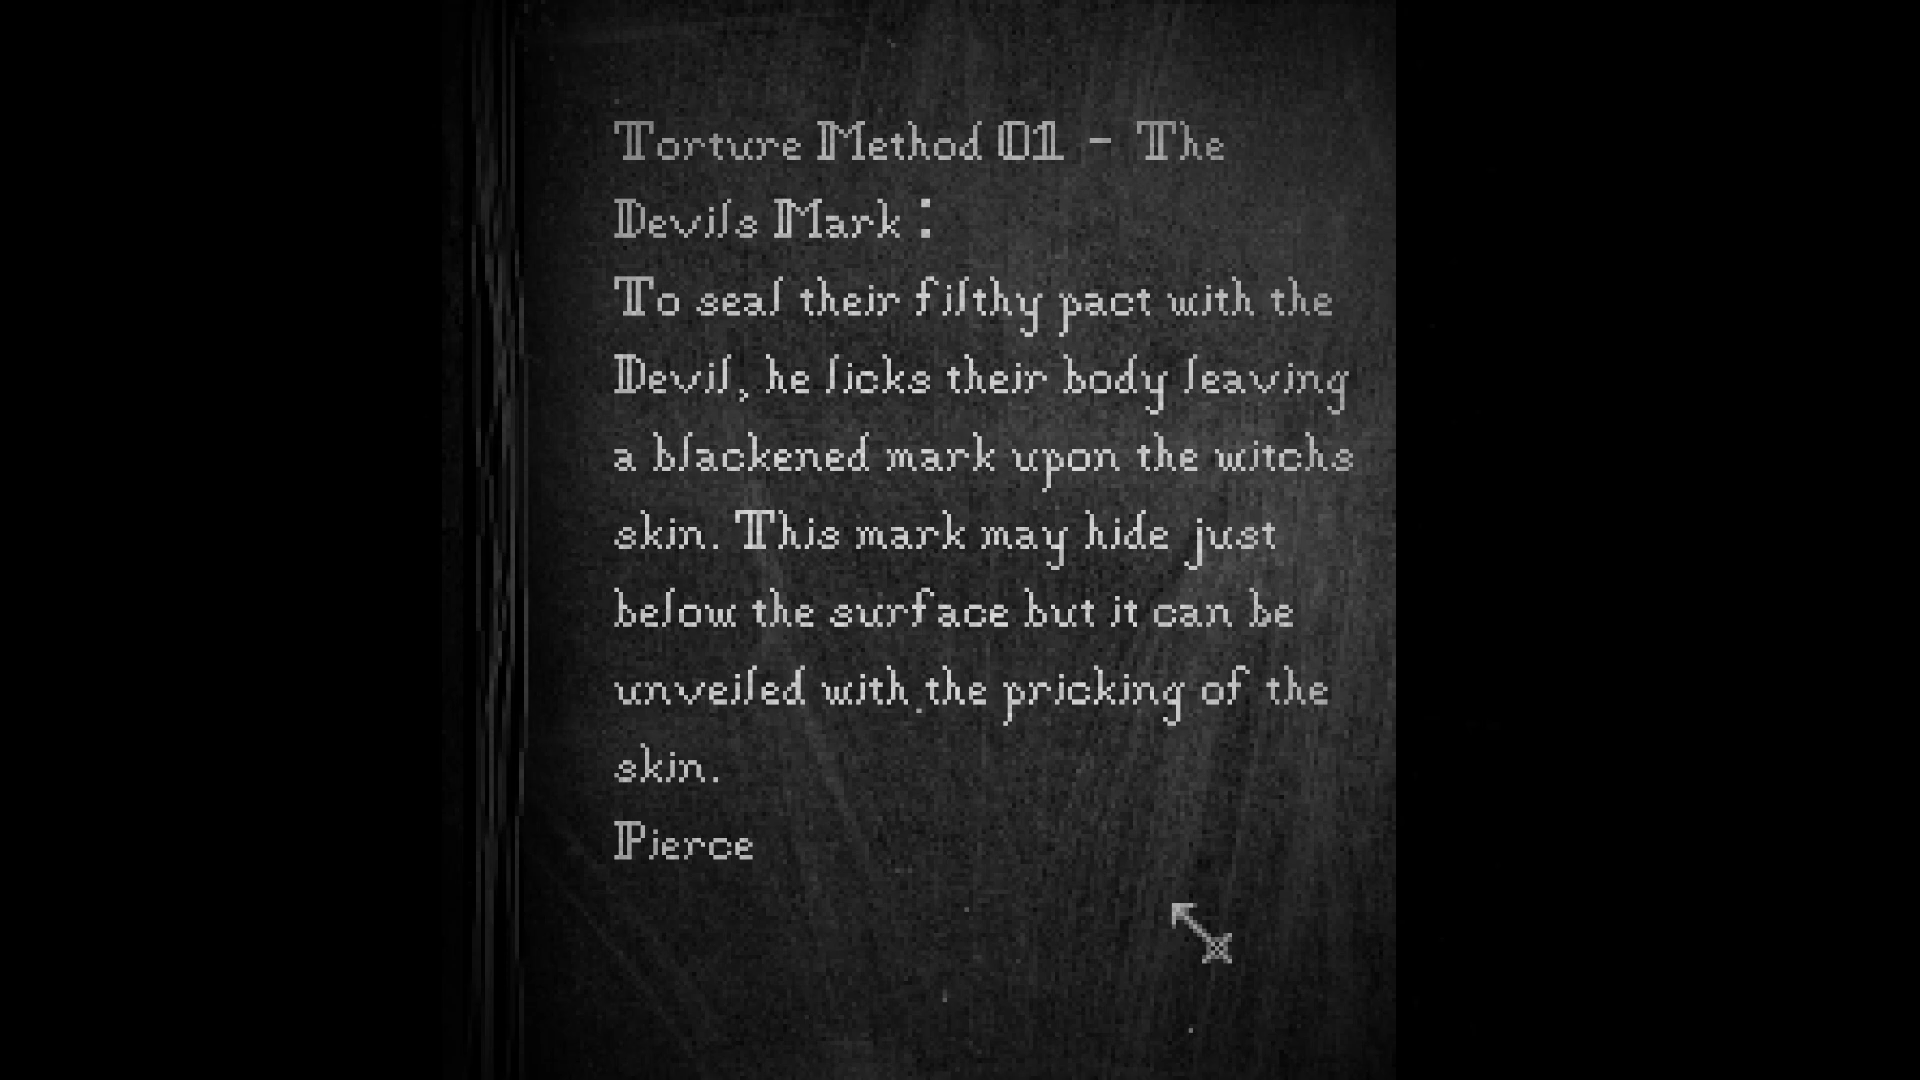 Torture Method 01 - The
Devils Mark :
To seal their filthy pact with the
Devil, he licks their body leaving
a blackened mark upon the witchs
skin. This mark may hide just
below the surface but it can be
unveiled with the pricking of the
skin.
Pierce